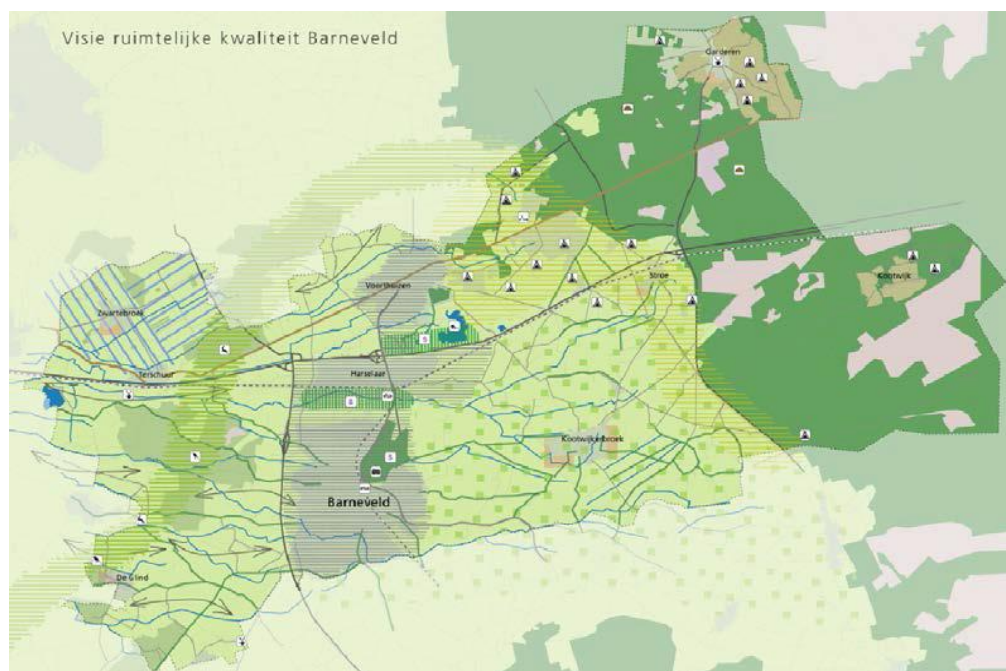 Visie ruimtelijke kwaliteit Barneveld
Garderen
Stroe
Kootwijk
Voorthuizen
Zwartebroek
Terschuur
Harselaar
Kootwijkerbroek
Barneveld
De Glind
S
S
S